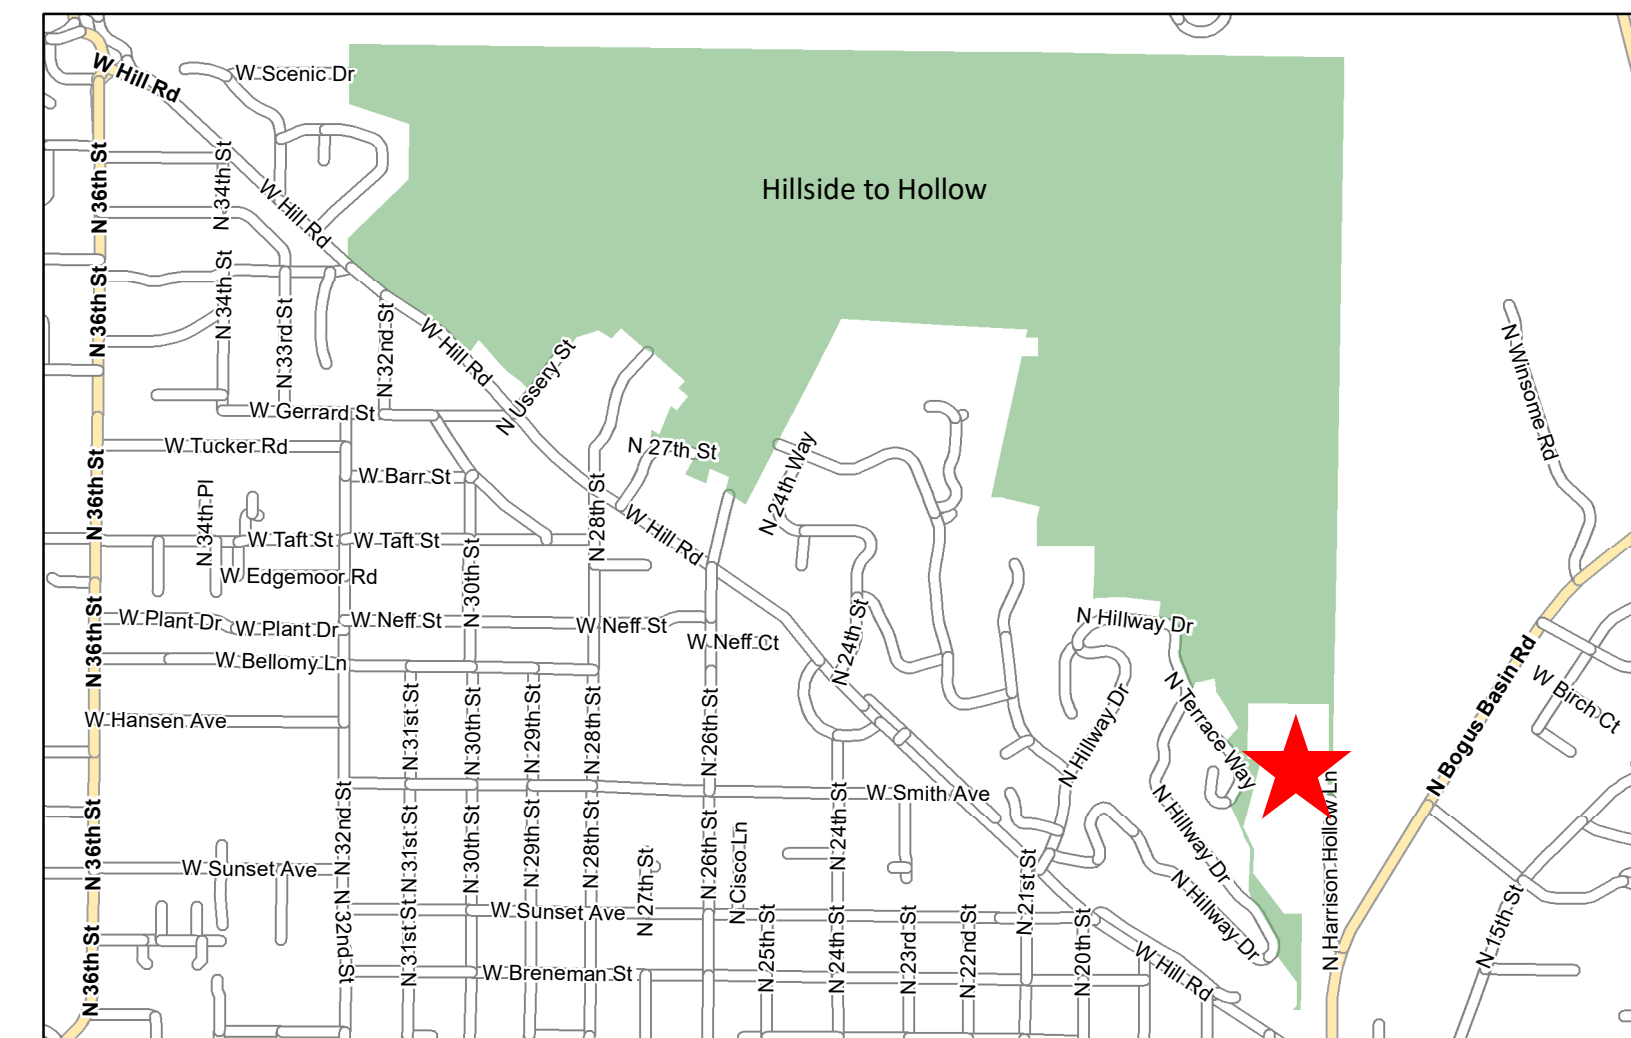 W Hill Rd
W Scenic Dr
N 36th St
N 34th St
W Hill Rd
Hillside to Hollow
N 36th St
N 34th St
N 33rd St
N 32nd St
W Hill Rd
N Ussery St
N Winsome Rd
W Gerrard St
W Tucker Rd
N 27th St
N 24th Way
N 36th St
W Barr St
N 34th Pl
N 28th St
W Hill Rd
W Taft St
W Taft St
W Edgemoor Rd
N 30th St
N 36th St
W Plant Dr
W Plant Dr
W Neff St
W Neff St
W Neff Ct
N 24th St
N Hillway Dr
W Bellomy Ln
N Bogus Basin Rd
W Birch Ct
W Hansen Ave
N 31st St
N 30th St
N 29th St
N 28th St
N 26th St
N Hillway Dr
N Terrace Way
W Smith Ave
N 36th St
N 32nd St
N 31st St
N 30th St
N 29th St
N 28th St
N 27th St
N 26th St
N Cisco Ln
N 24th St
N Hillway Dr
N Harrison Hollow Ln
W Sunset Ave
W Sunset Ave
N 21st St
N Hillway Dr
N 15th St
N 36th St
N 32nd St
N 31st St
W Breneman St
N 25th St
N 24th St
N 23rd St
N 22nd St
N 20th St
W Hill Rd